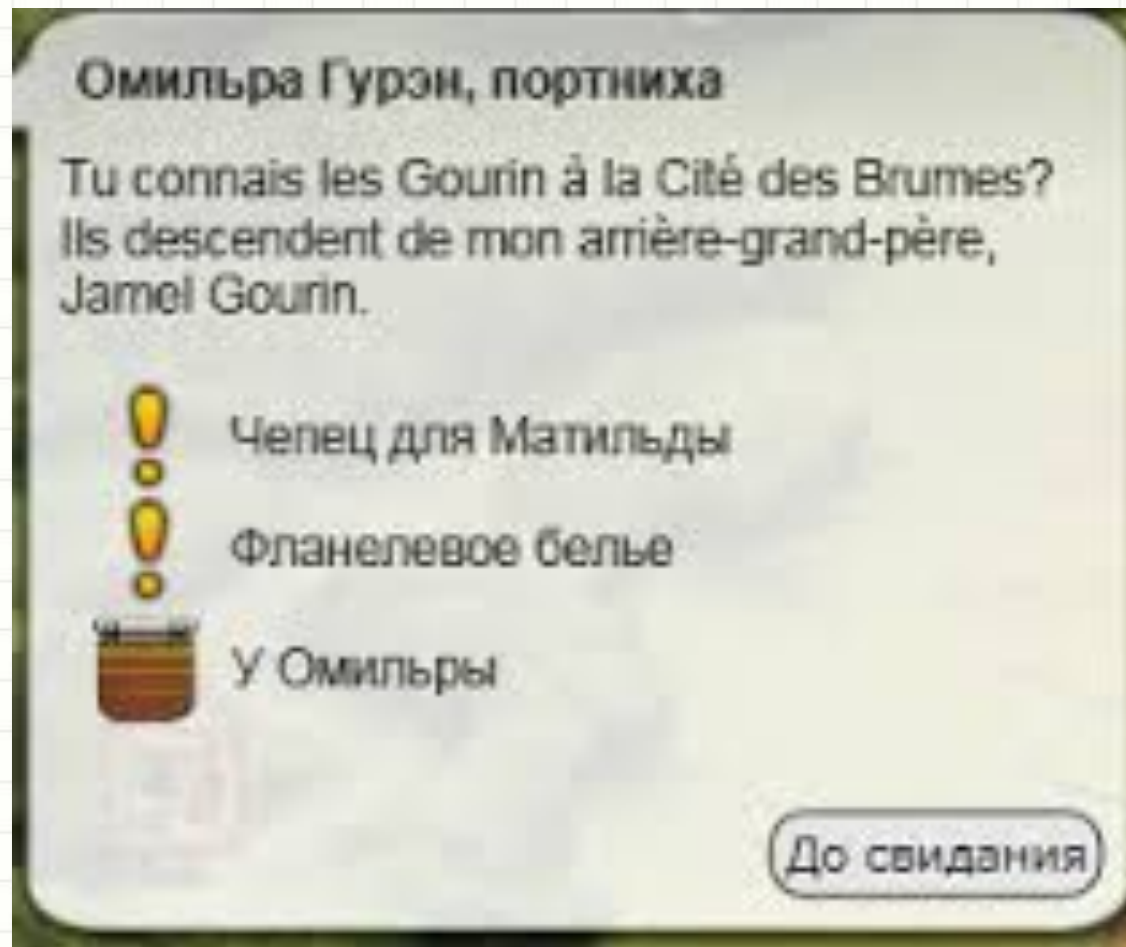 Омильра Гурэн, портниха
Tu connais les Gourin à la Cité des Brumes?
Ils descendent de mon arrière-grand-père,
Jamel Gourin.
Чепец для Матильды
Фланелевое белье
У Омильры
До свидания